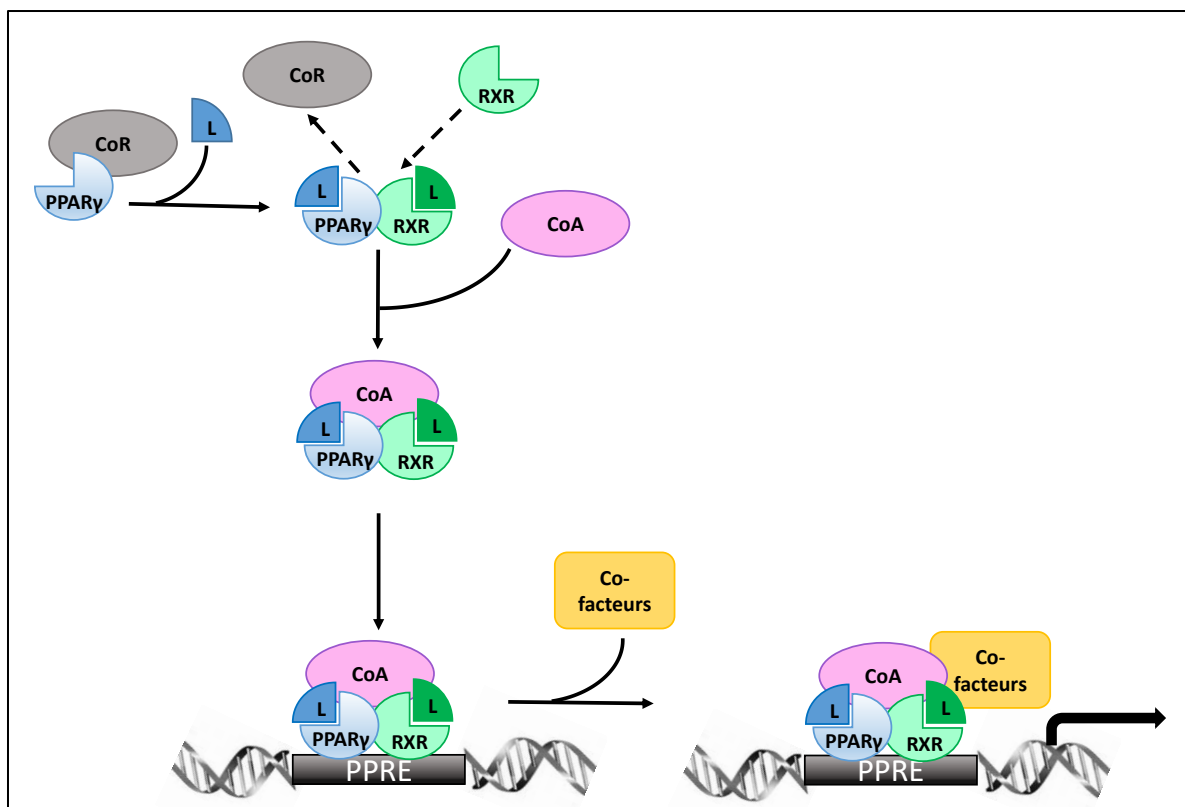 CoR
RXR
L
CoR
PPARγ
L
L
PPARγ
RXR
CoA
CoA
L
L
PPARγ
RXR
Co-
facteurs
CoA
L
L
PPARγ
RXR
PPRE
CoA
Co-
facteurs
L
L
PPARγ
RXR
PPRE